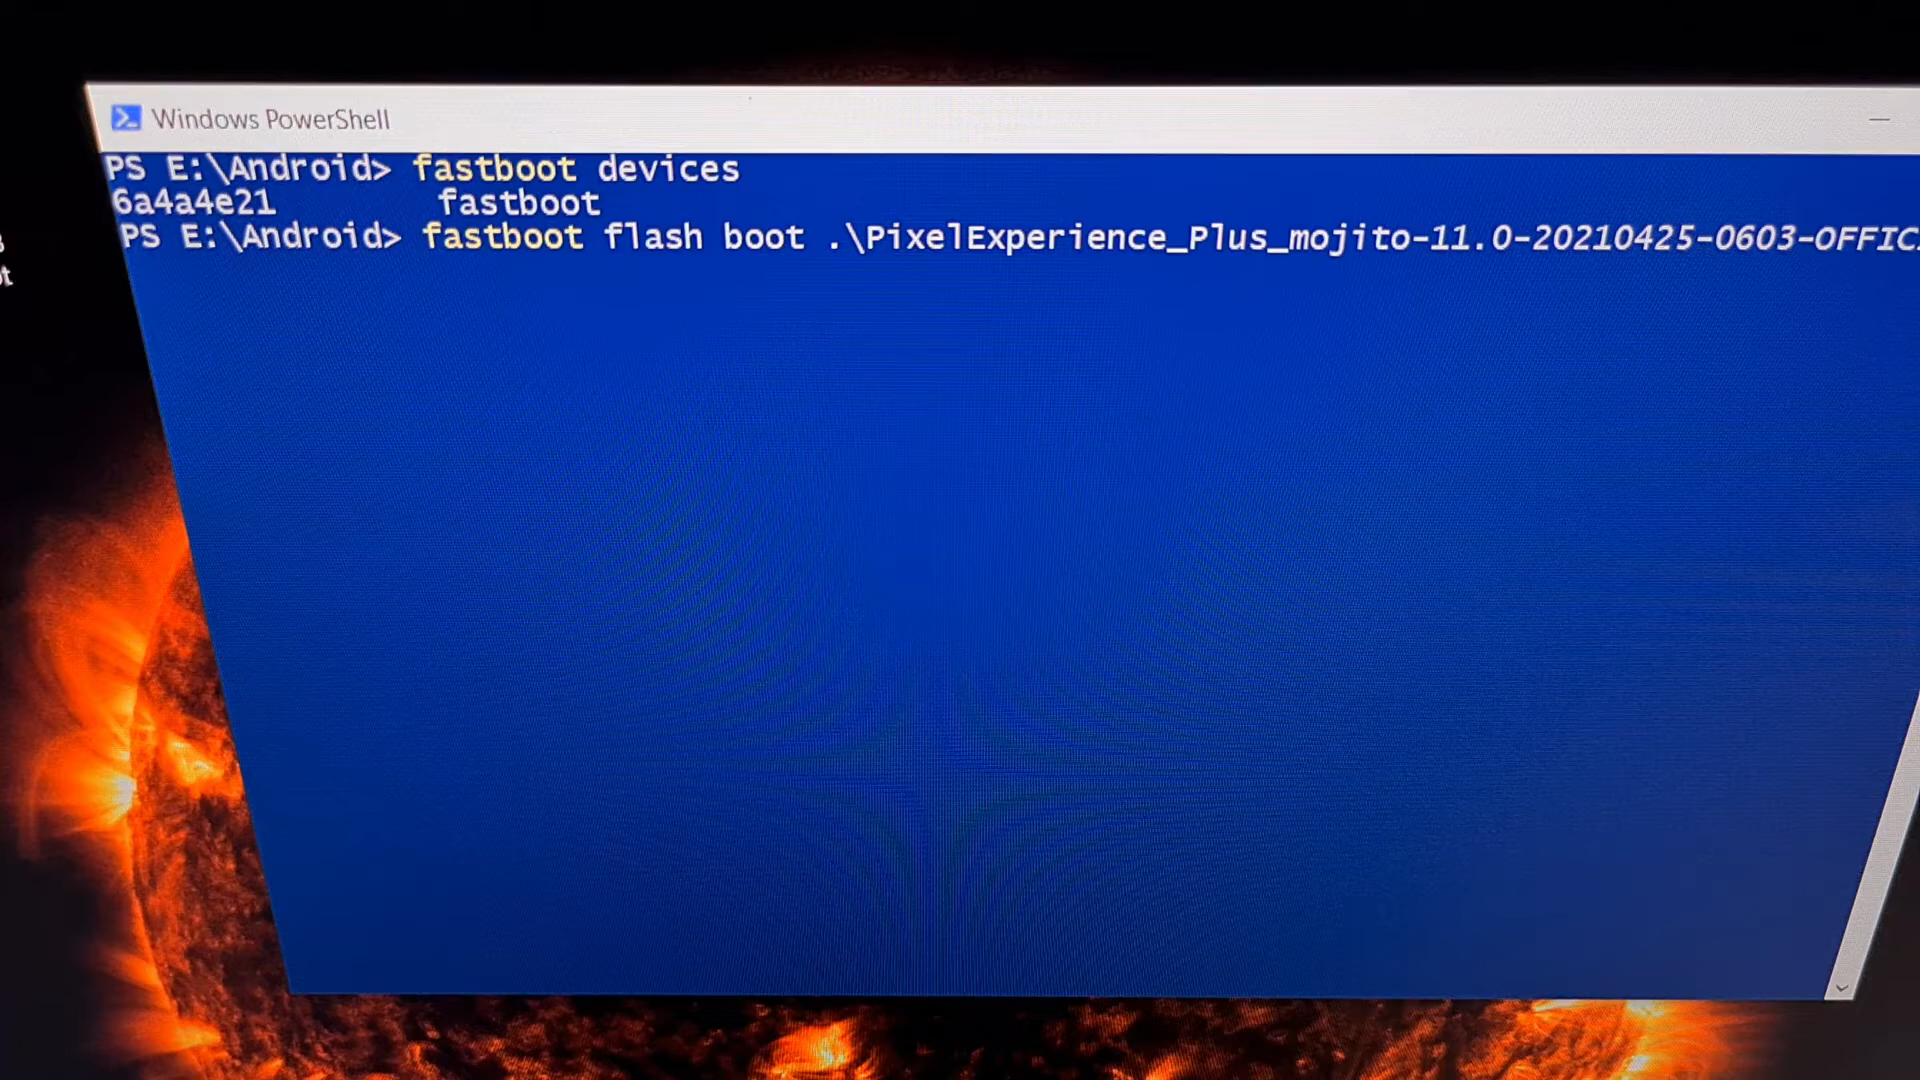 Windows PowerShell
PS E:\Android> fastboot devices
6a4a4e21 fastboot
PS E:\Android> fastboot flash boot .\PixelExperience_Plus_mojito-11.0-20210425-0603-OFFIC